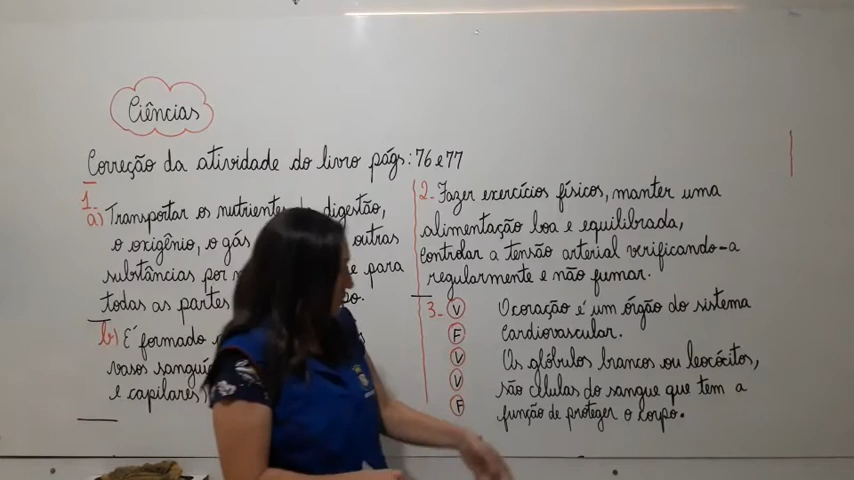 Ciências
Correção da atividade do livro págs: 76 e 77
1.
a) Transportar os nutrientes da digestão,
o oxigênio, o gás outras
substâncias por e para
todas as partes
b) É formado
vasos
e capilares
2. Fazer exercícios físicos, manter uma
alimentação boa e equilibrada,
controlar a tensão arterial verificando-a
regularmente e não fumar.
3. V
F
V
V
F
O coração é um órgão do sistema
cardiovascular.
Os glóbulos brancos ou leocócitos,
são células do sangue que tem a
função de proteger o corpo.